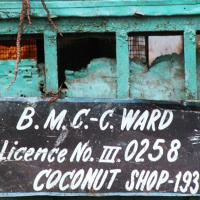 B.M.C.-C. WARD
Licence No. III. 0258
COCONUT SHOP-193